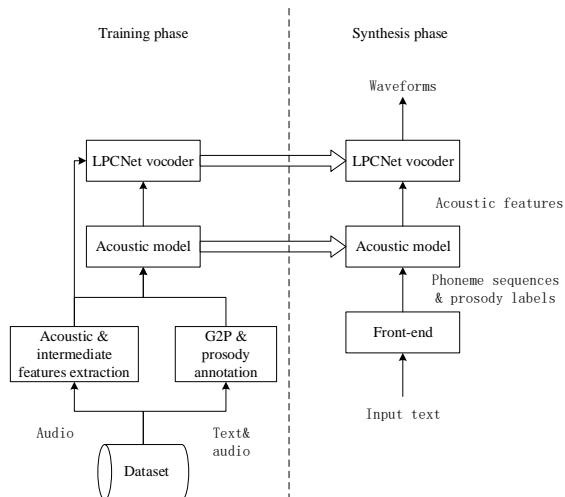 Training phase
Synthesis phase
Waveforms
LPCNet vocoder
LPCNet vocoder
Acoustic features
Acoustic model
Acoustic model
Phoneme sequences
& prosody labels
Acoustic &
intermediate
features extraction
G2P &
prosody
annotation
Front-end
Audio
Text&
audio
Input text
Dataset